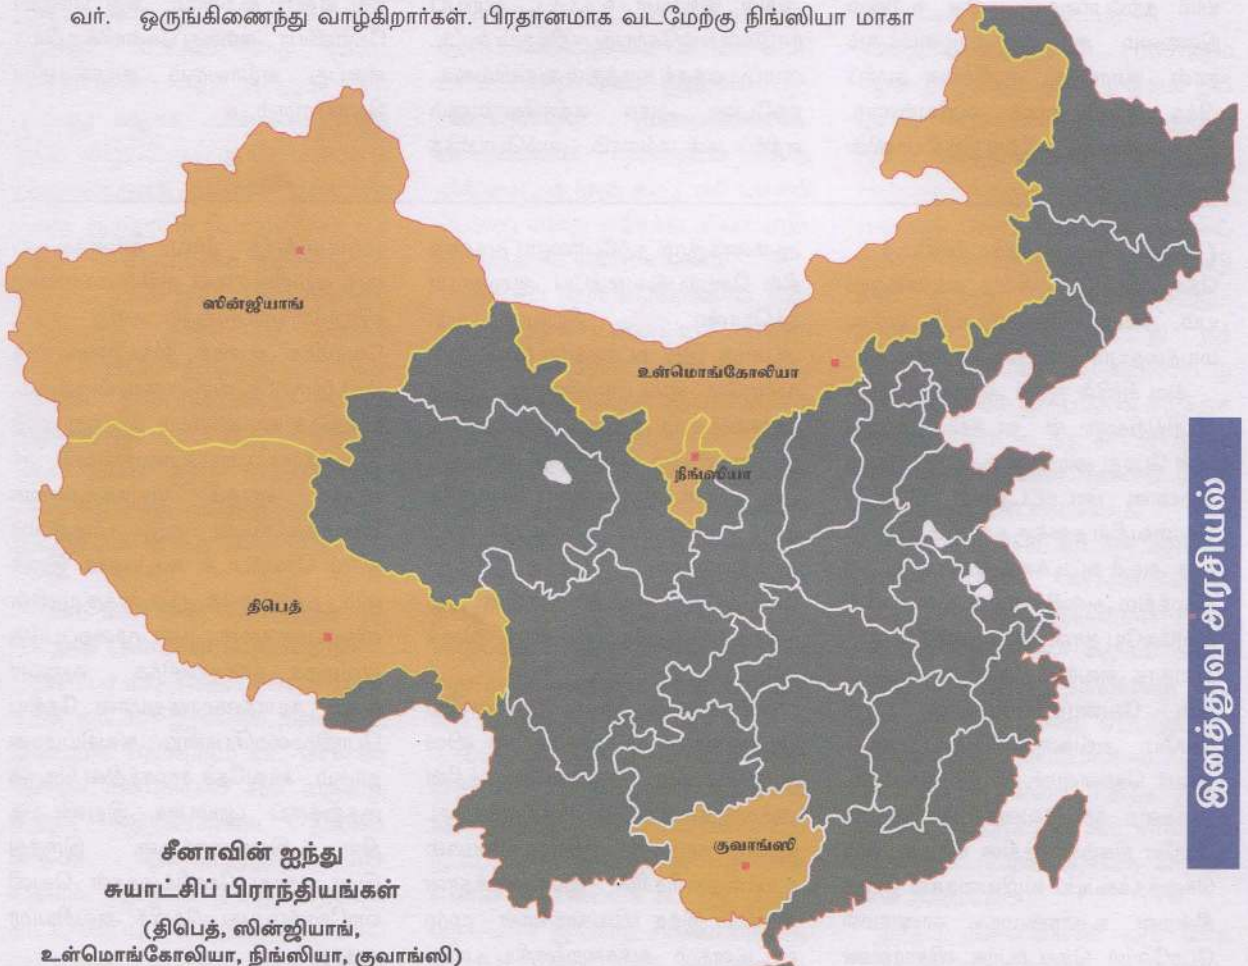 வர். ஒருங்கிணைந்து வாழ்கிறார்கள். பிரதானமாக வடமேற்கு நிங்ஸியா மாகா
ஸின்ஜியாங்
உள்மொங்கோலியா
நிங்ஸியா
திபெத்
குவாங்ஸி
இனத்துவ அரசியல்
சீனாவின் ஐந்து
சுயாட்சிப் பிராந்தியங்கள்
(திபெத், ஸின்ஜியாங்,
உள்மொங்கோலியா, நிங்ஸியா, குவாங்ஸி)